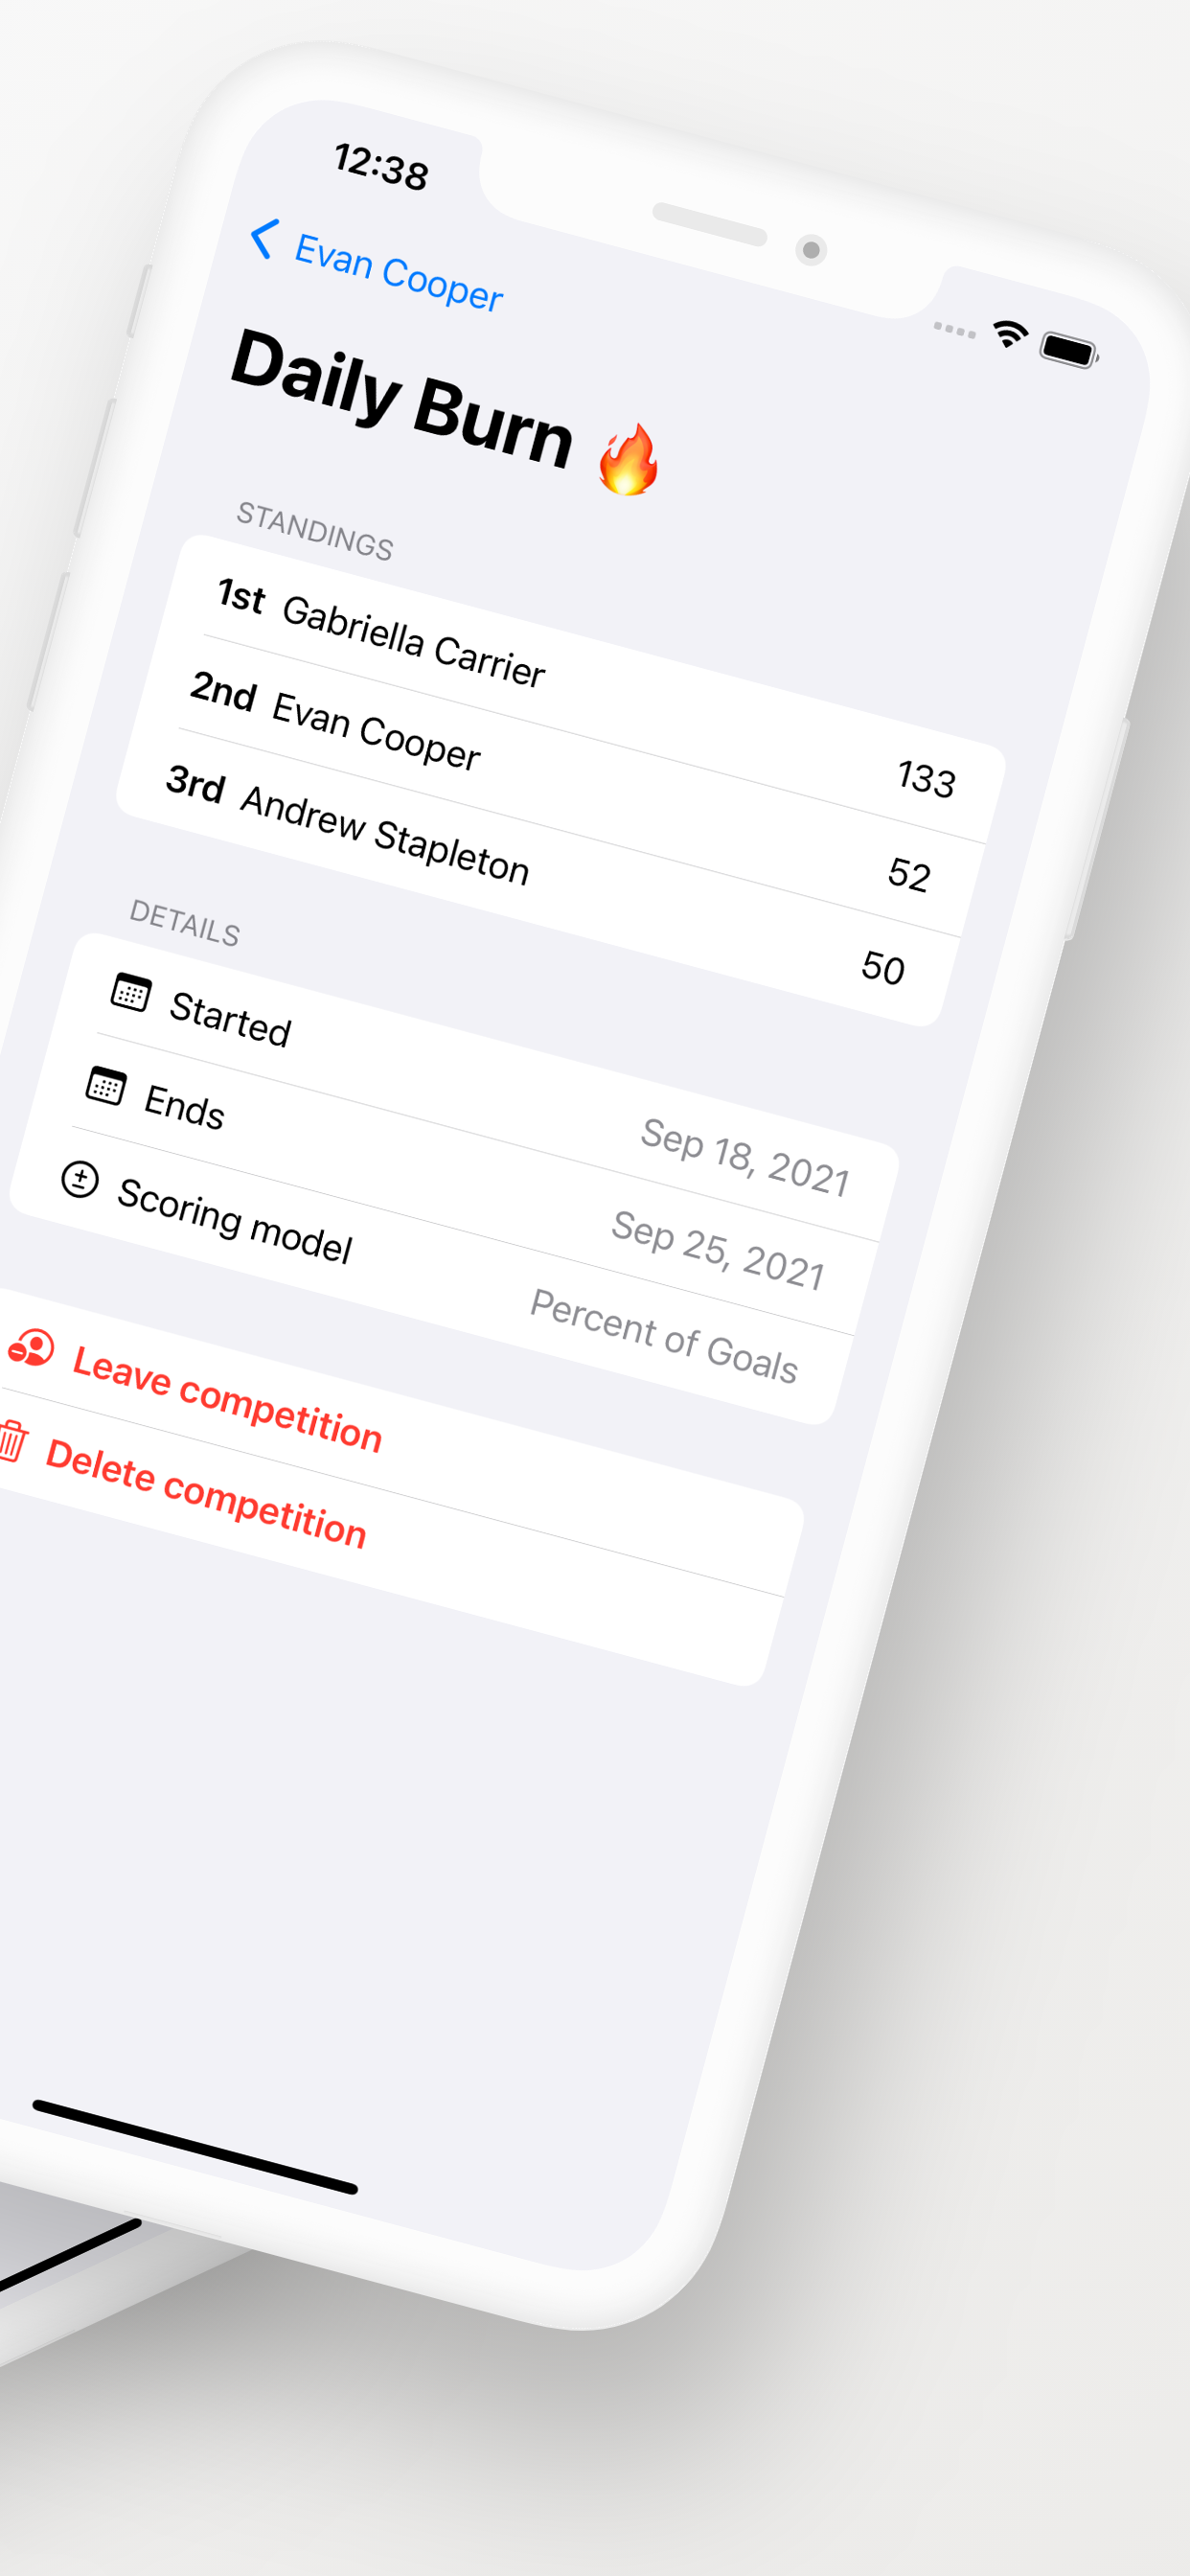 12:38
Evan Cooper
Daily Burn 🔥
STANDINGS
1st Gabriella Carrier 133
2nd Evan Cooper 52
3rd Andrew Stapleton 50
DETAILS
Started Sep 18, 2021
Ends Sep 25, 2021
Scoring model Percent of Goals
Leave competition
Delete competition